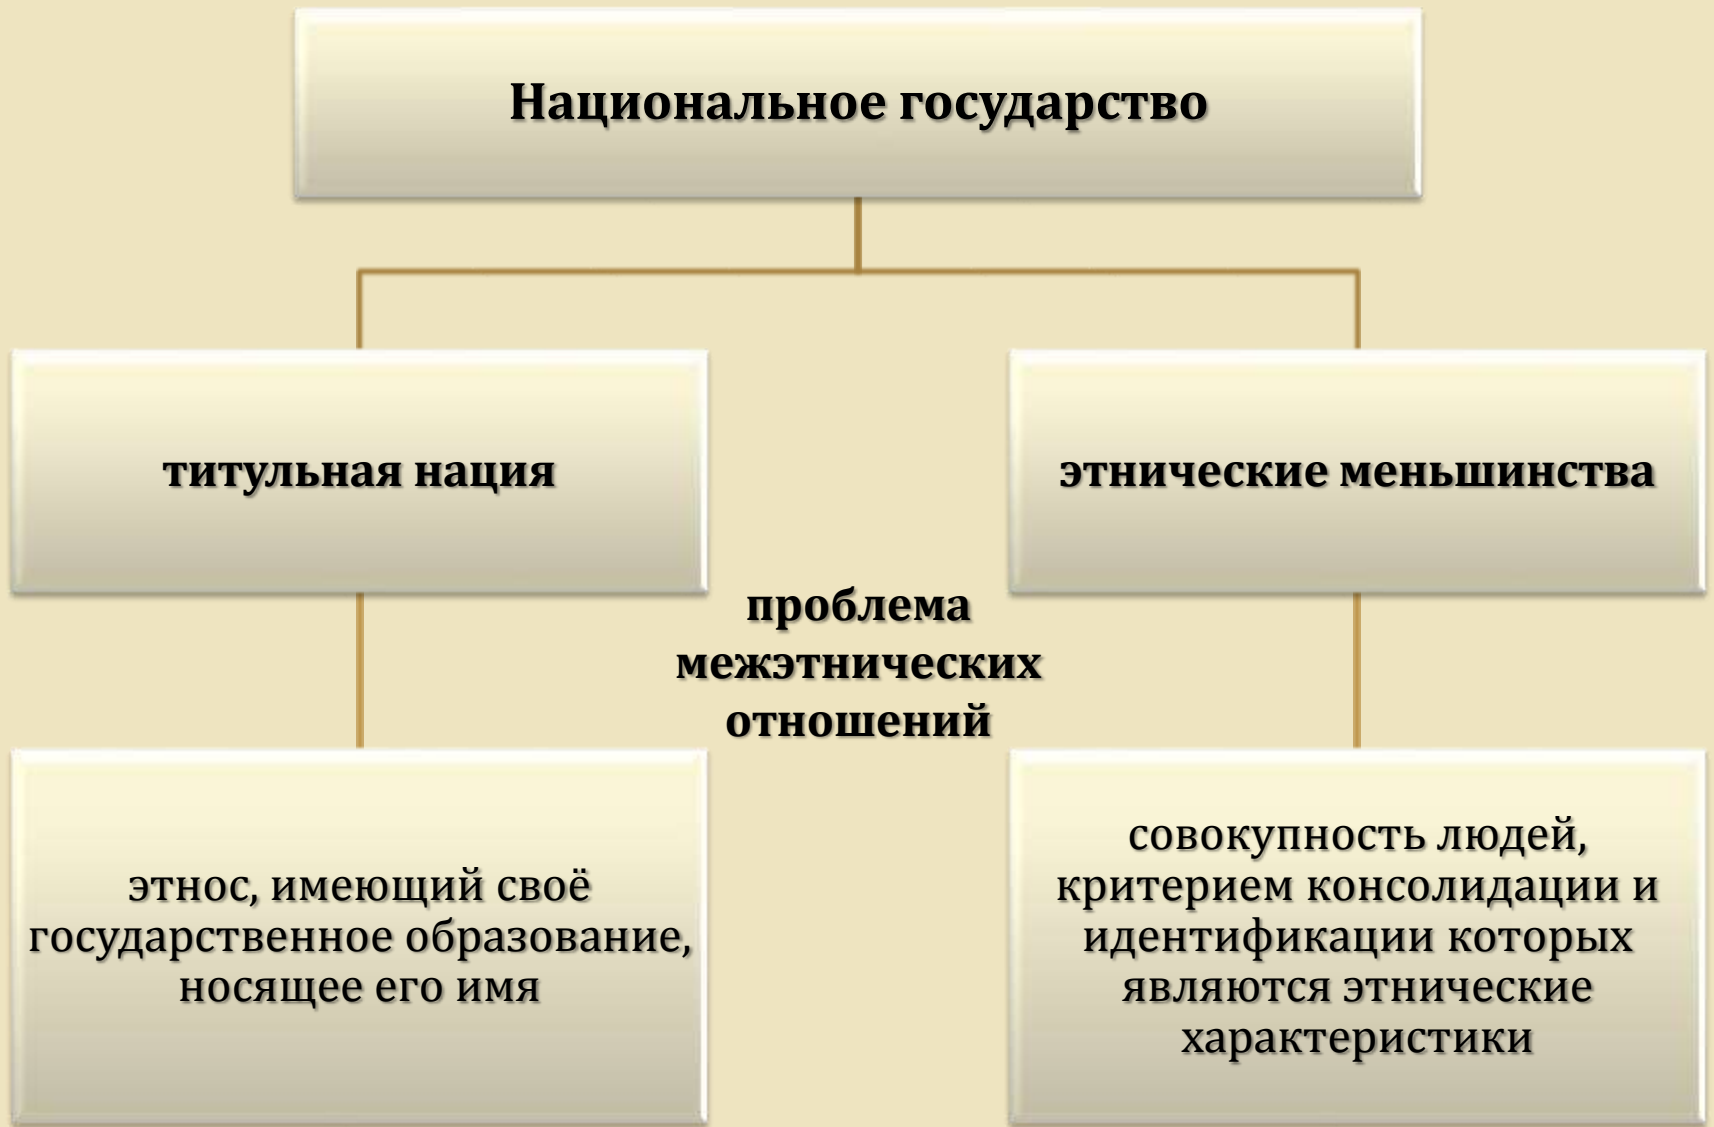 Национальное государство
титульная нация
этнические меньшинства
проблема
межэтнических
отношений
этнос, имеющий своё
государственное образование,
носящее его имя
совокупность людей,
критерием консолидации и
идентификации которых
являются этнические
характеристики